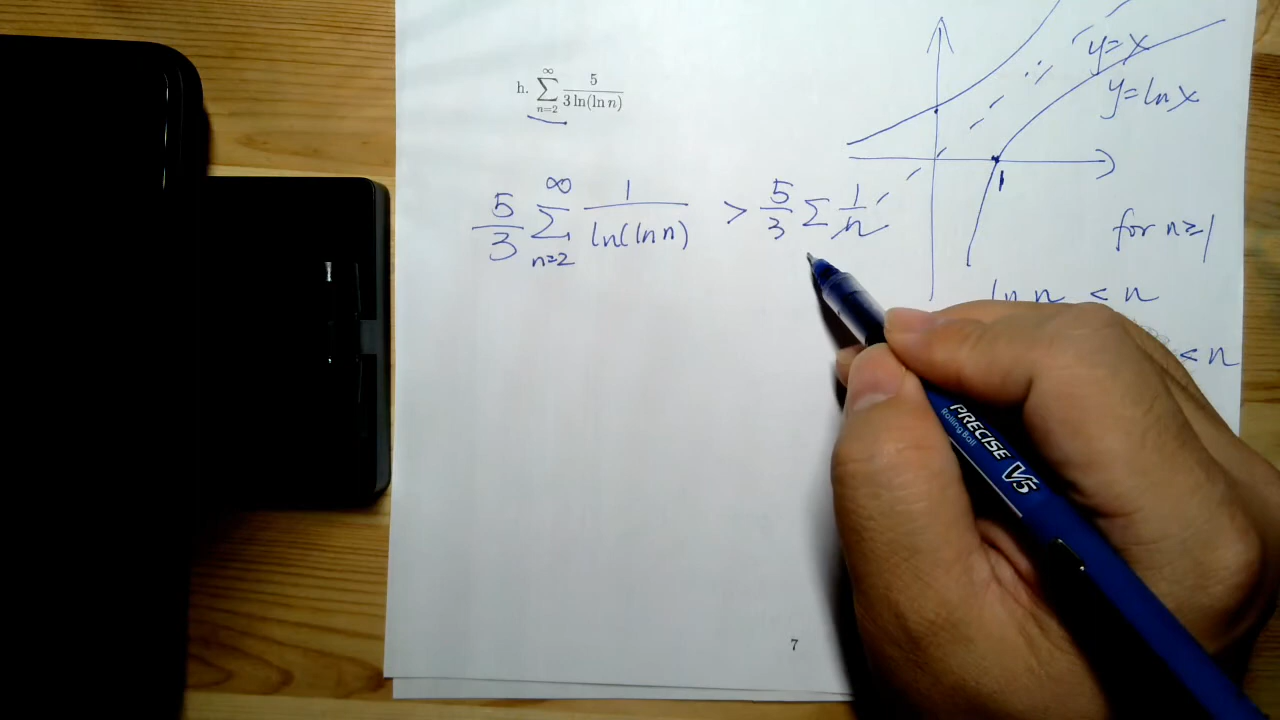 h. ∑_{n=2}^{∞} 5 / (3 ln(ln n))
y=x
y=ln x
1
5/3 ∑_{n=2}^{∞} 1 / ln(ln n) > 5/3 ∑ 1/n
for n≥1
ln n < n
< n
PRECISE V5
Rolling Ball
7